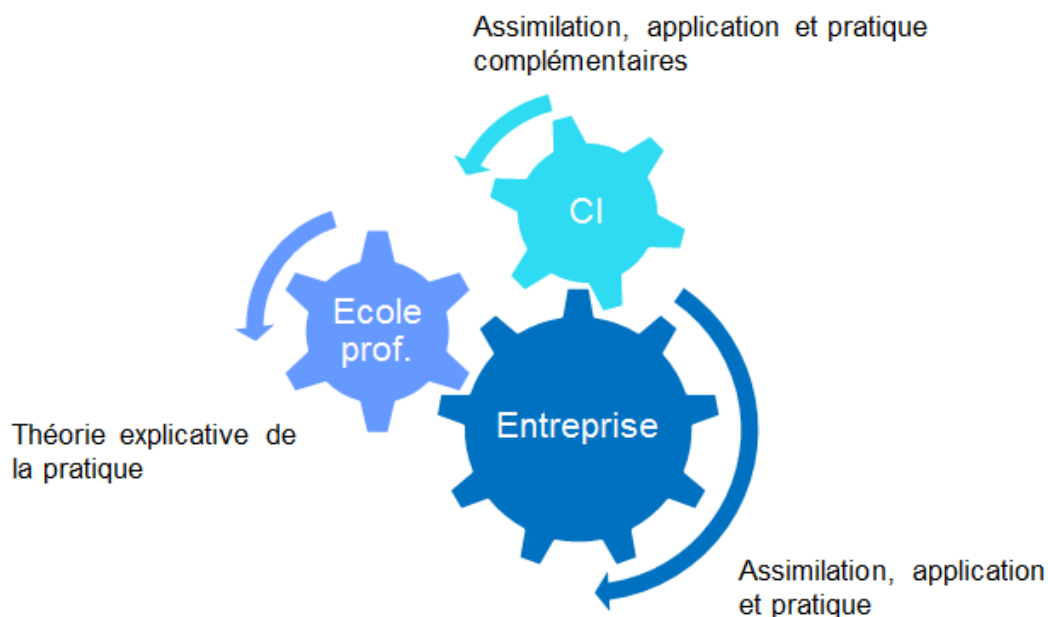 Assimilation, application et pratique
complémentaires
CI
Ecole
prof.
Entreprise
Théorie explicative de
la pratique
Assimilation, application
et pratique